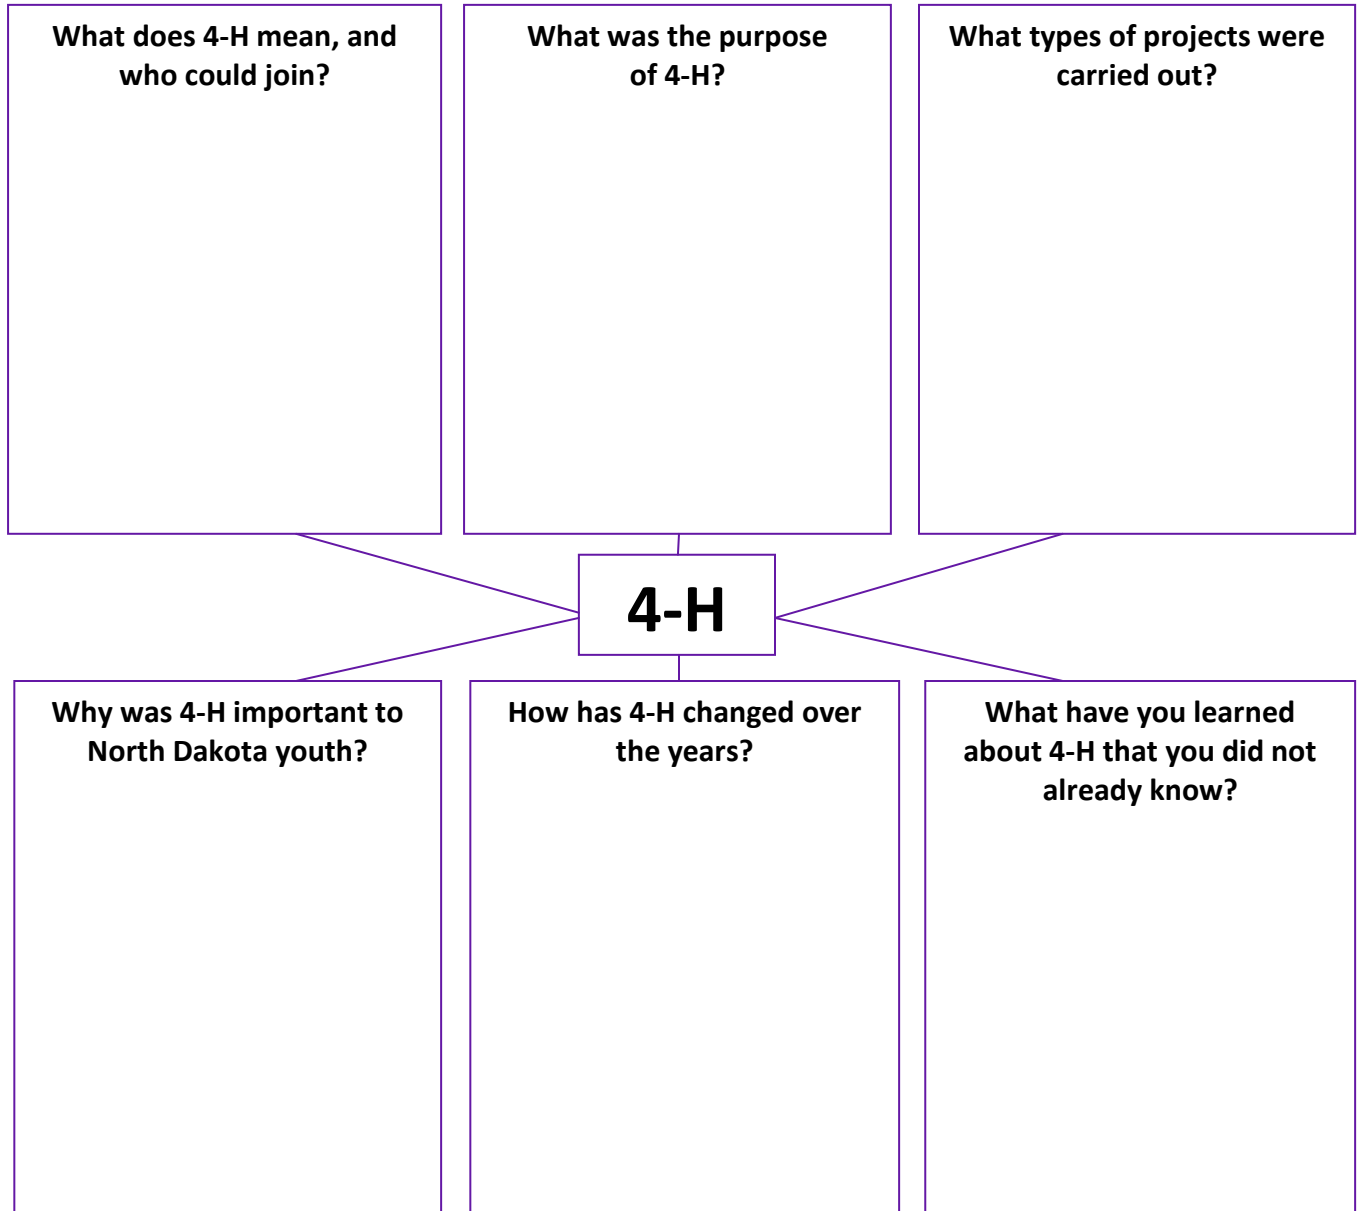 What does 4-H mean, and
who could join?
What was the purpose
of 4-H?
What types of projects were
carried out?
4-H
Why was 4-H important to
North Dakota youth?
How has 4-H changed over
the years?
What have you learned
about 4-H that you did not
already know?